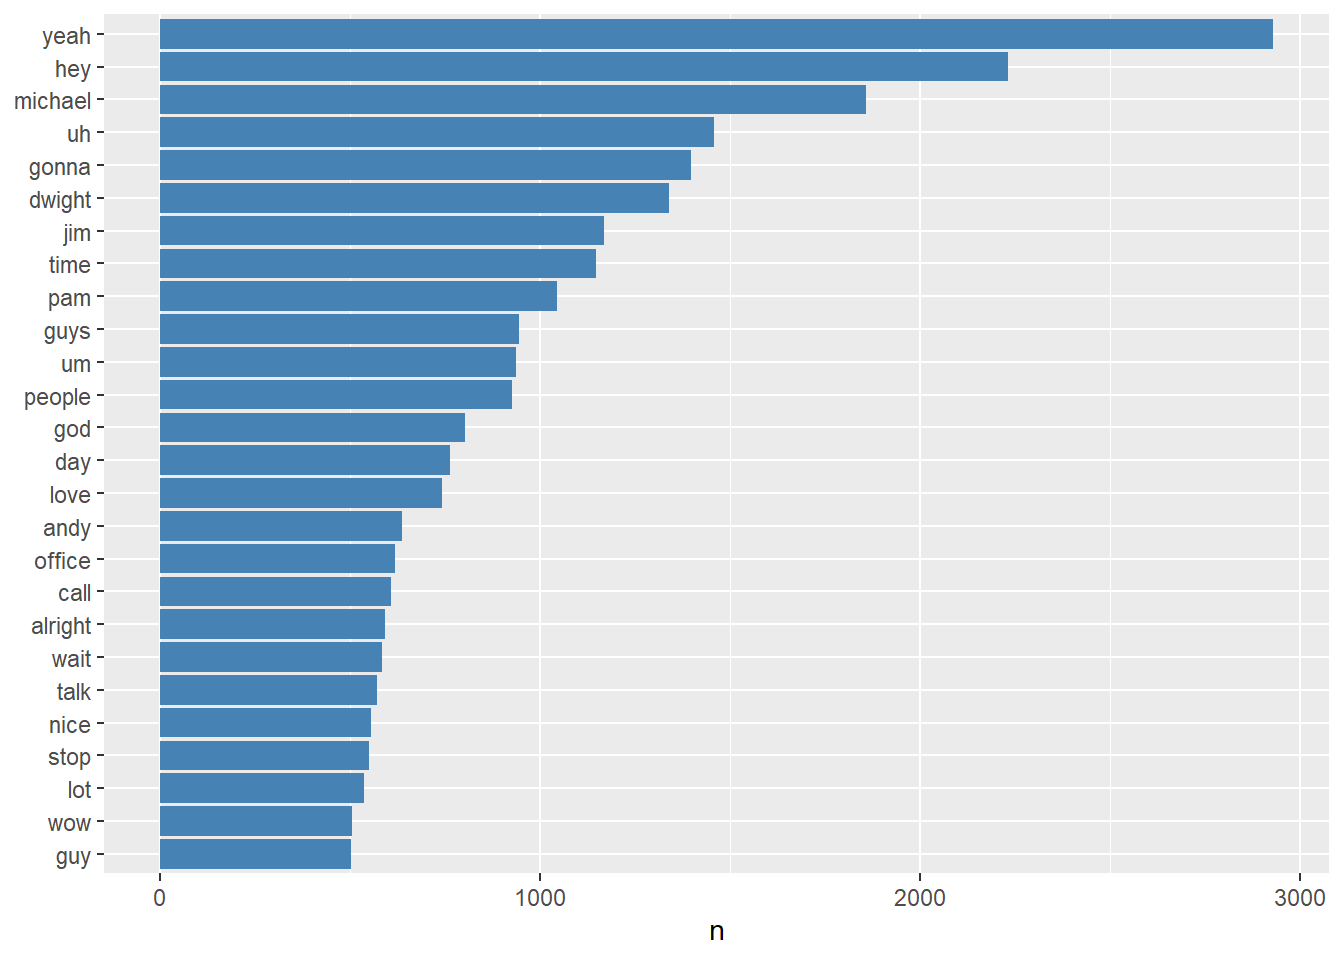 yeah
hey
michael
uh
gonna
dwight
jim
time
pam
guys
um
people
god
day
love
andy
office
call
alright
wait
talk
nice
stop
lot
wow
guy
0 1000 2000 3000
n